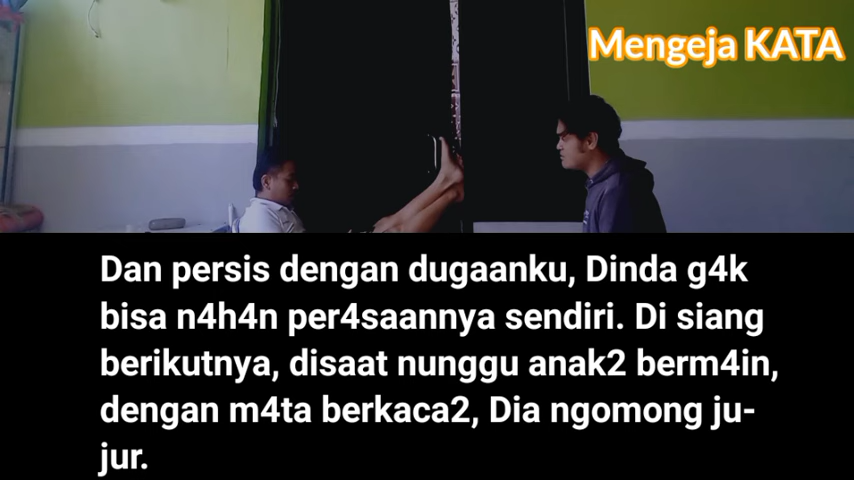 Mengeja KATA
Dan persis dengan dugaanku, Dinda g4k
bisa n4h4n per4saannya sendiri. Di siang
berikutnya, disaat nunggu anak2 berm4in,
dengan m4ta berkaca2, Dia ngomong ju-
jur.